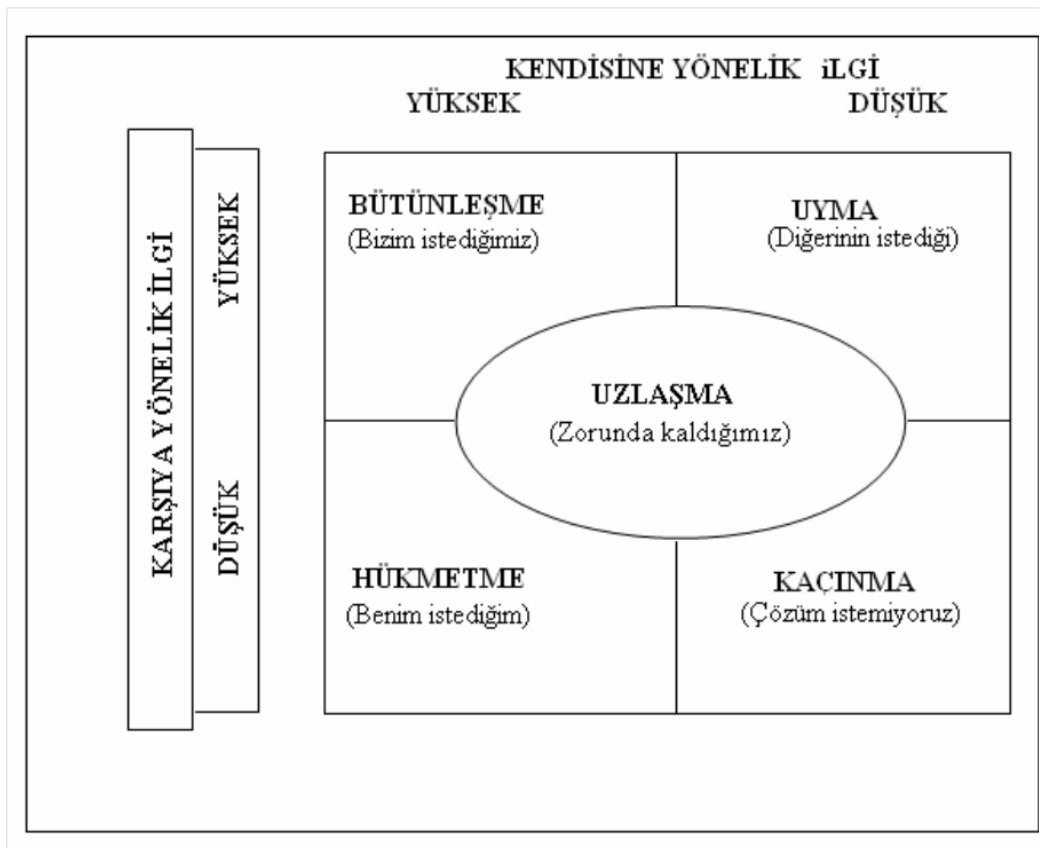 KENDİSİNE YÖNELİK iLGİ
YÜKSEK DÜŞÜK
KARŞIYA YÖNELİK İLGİ
YÜKSEK
DÜŞÜK
BÜTÜNLEŞME
(Bizim istediğimiz)
UYMA
(Diğerinin istediği)
UZLAŞMA
(Zorunda kaldığımız)
HÜKMETME
(Benim istediğim)
KAÇINMA
(Çözüm istemiyoruz)